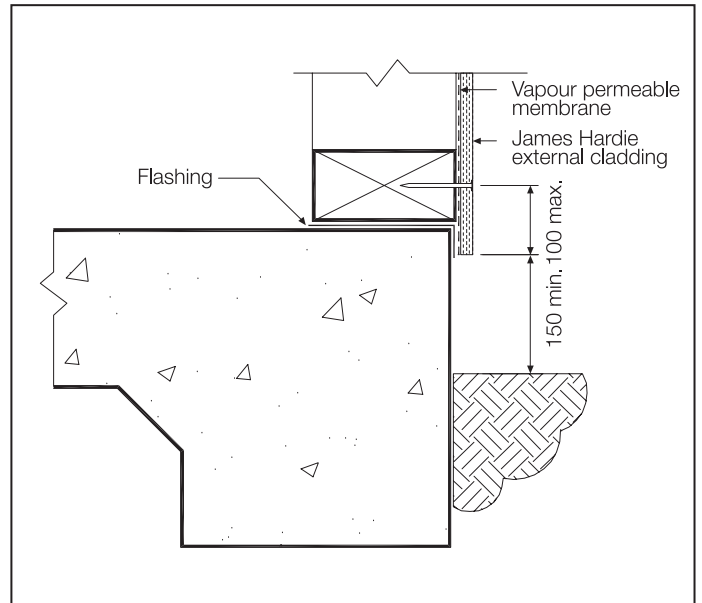 Vapour permeable
membrane
James Hardie
external cladding
Flashing
100 max.
150 min.